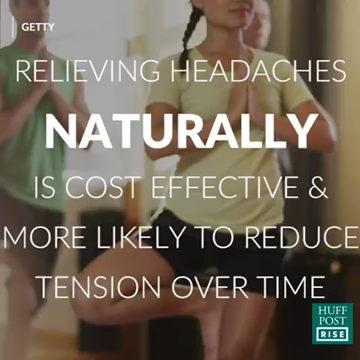 GETTY
RELIEVING HEADACHES
NATURALLY
IS COST EFFECTIVE &
MORE LIKELY TO REDUCE
TENSION OVER TIME
HUFF
POST
RISE